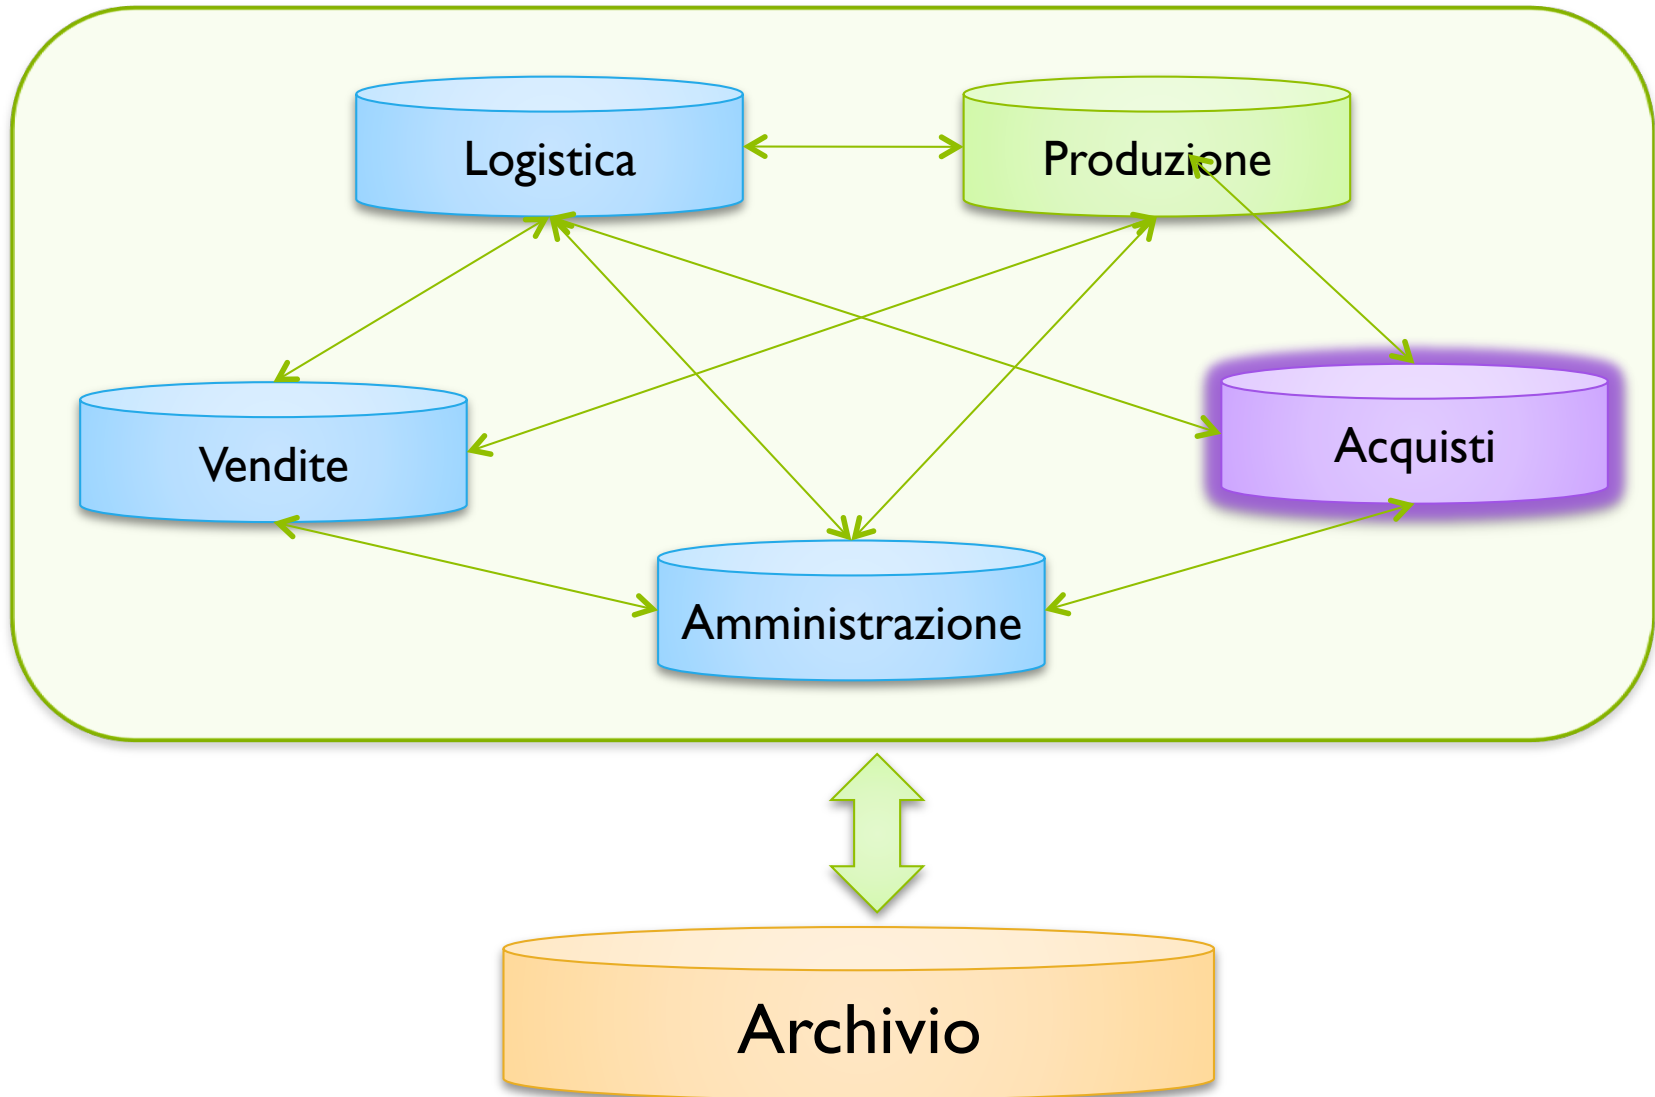 Logistica
Produzione
Vendite
Acquisti
Amministrazione
Archivio